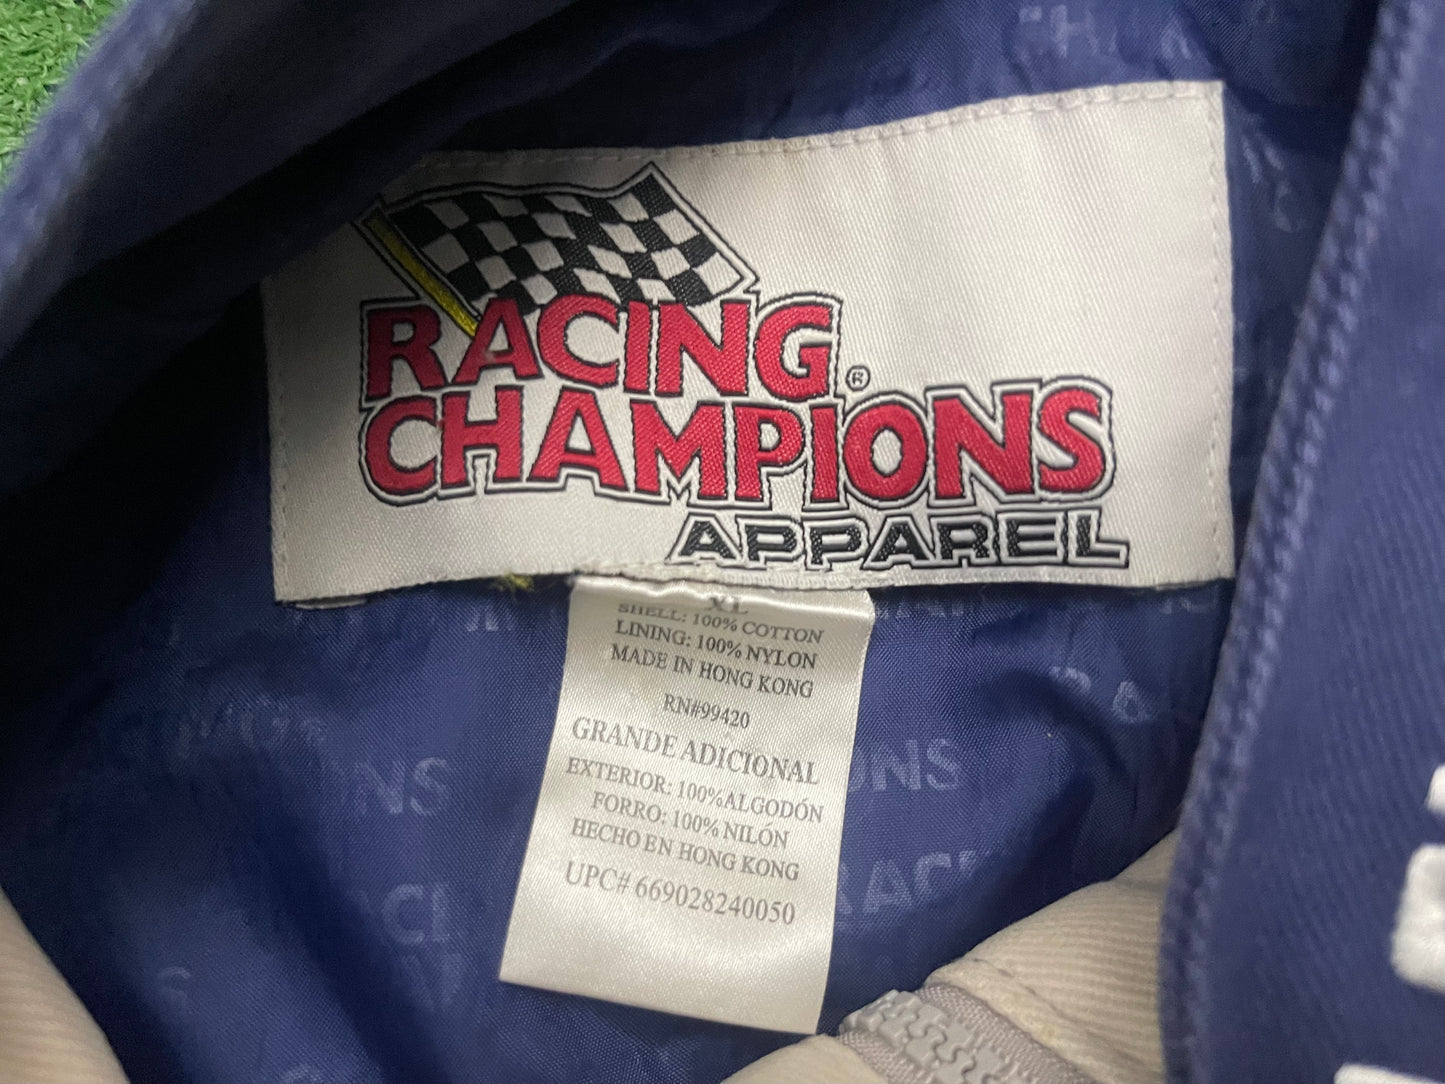 RACING
CHAMPIONS®
APPAREL
XL
SHELL: 100% COTTON
LINING: 100% NYLON
MADE IN HONG KONG
RN#99420
GRANDE ADICIONAL
EXTERIOR: 100%ALGODÓN
FORRO: 100% NILÓN
HECHO EN HONG KONG
UPC# 669028240050